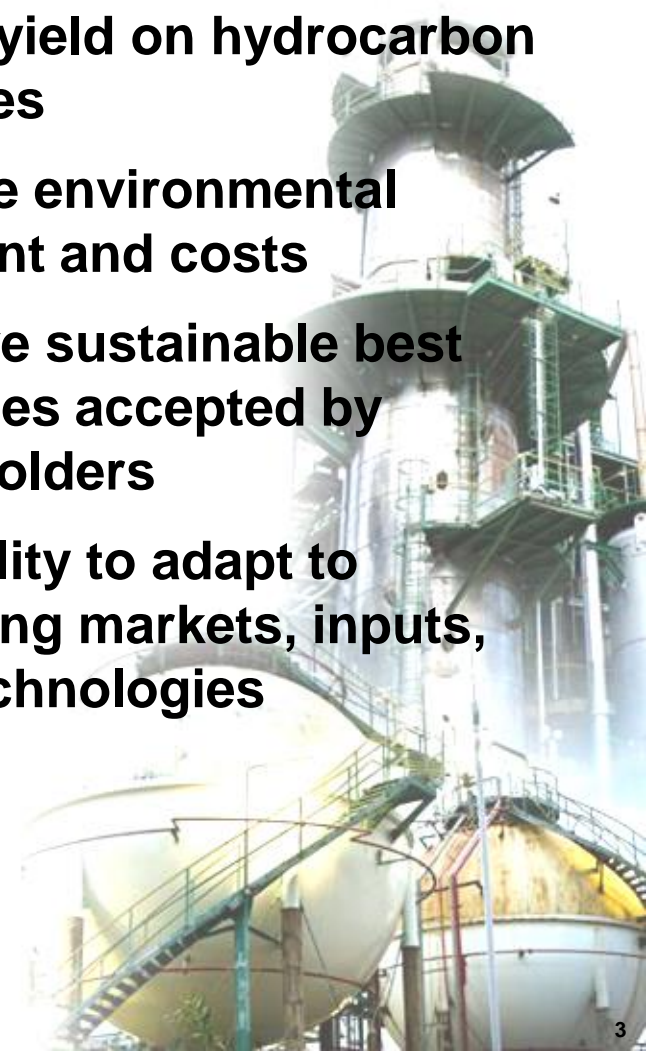 yield on hydrocarbon
es
e environmental
nt and costs
e sustainable best
es accepted by
olders
lity to adapt to
ng markets, inputs,
chnologies
3